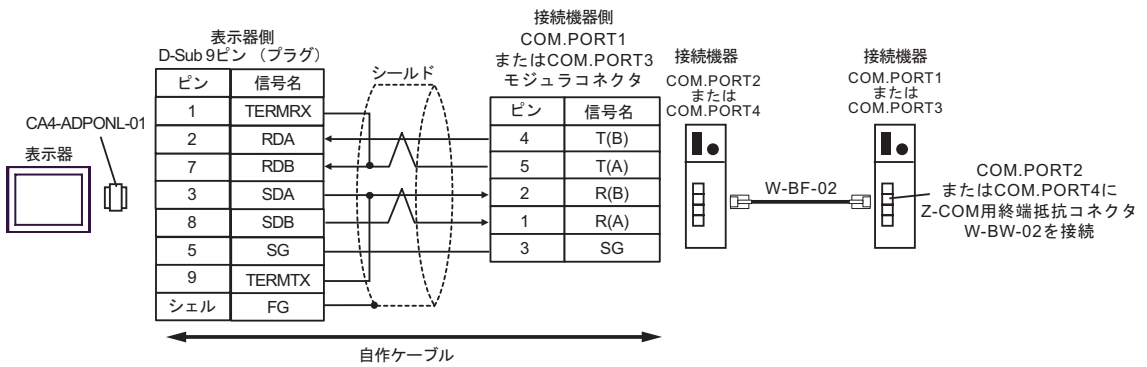 表示器側
D-Sub 9ピン （プラグ）
ピン 信号名
1 TERMRX
2 RDA
7 RDB
3 SDA
8 SDB
5 SG
9 TERMTX
シェル FG
CA4-ADPONL-01
表示器
シールド
接続機器側
COM.PORT1
またはCOM.PORT3
モジュラコネクタ
ピン 信号名
4 T(B)
5 T(A)
2 R(B)
1 R(A)
3 SG
自作ケーブル
接続機器
COM.PORT2
または
COM.PORT4
W-BF-02
接続機器
COM.PORT1
または
COM.PORT3
COM.PORT2
またはCOM.PORT4に
Z-COM用終端抵抗コネクタ
W-BW-02を接続